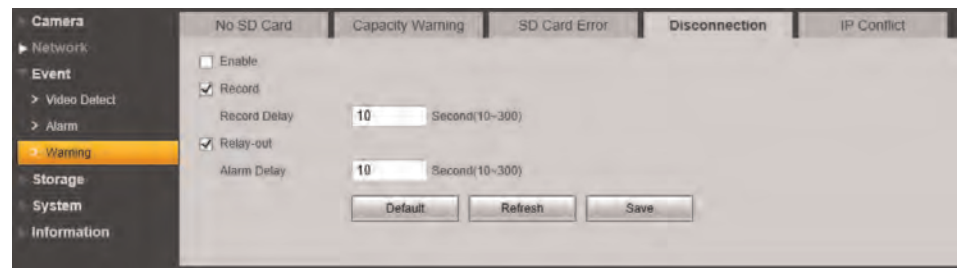 Camera
Network
Event
> Video Detect
> Alarm
> Warning
Storage
System
Information
No SD Card
Capacity Warning
SD Card Error
Disconnection
IP Conflict
Enable
Record
Record Delay 10 Second(10~300)
Relay-out
Alarm Delay 10 Second(10~300)
Default Refresh Save